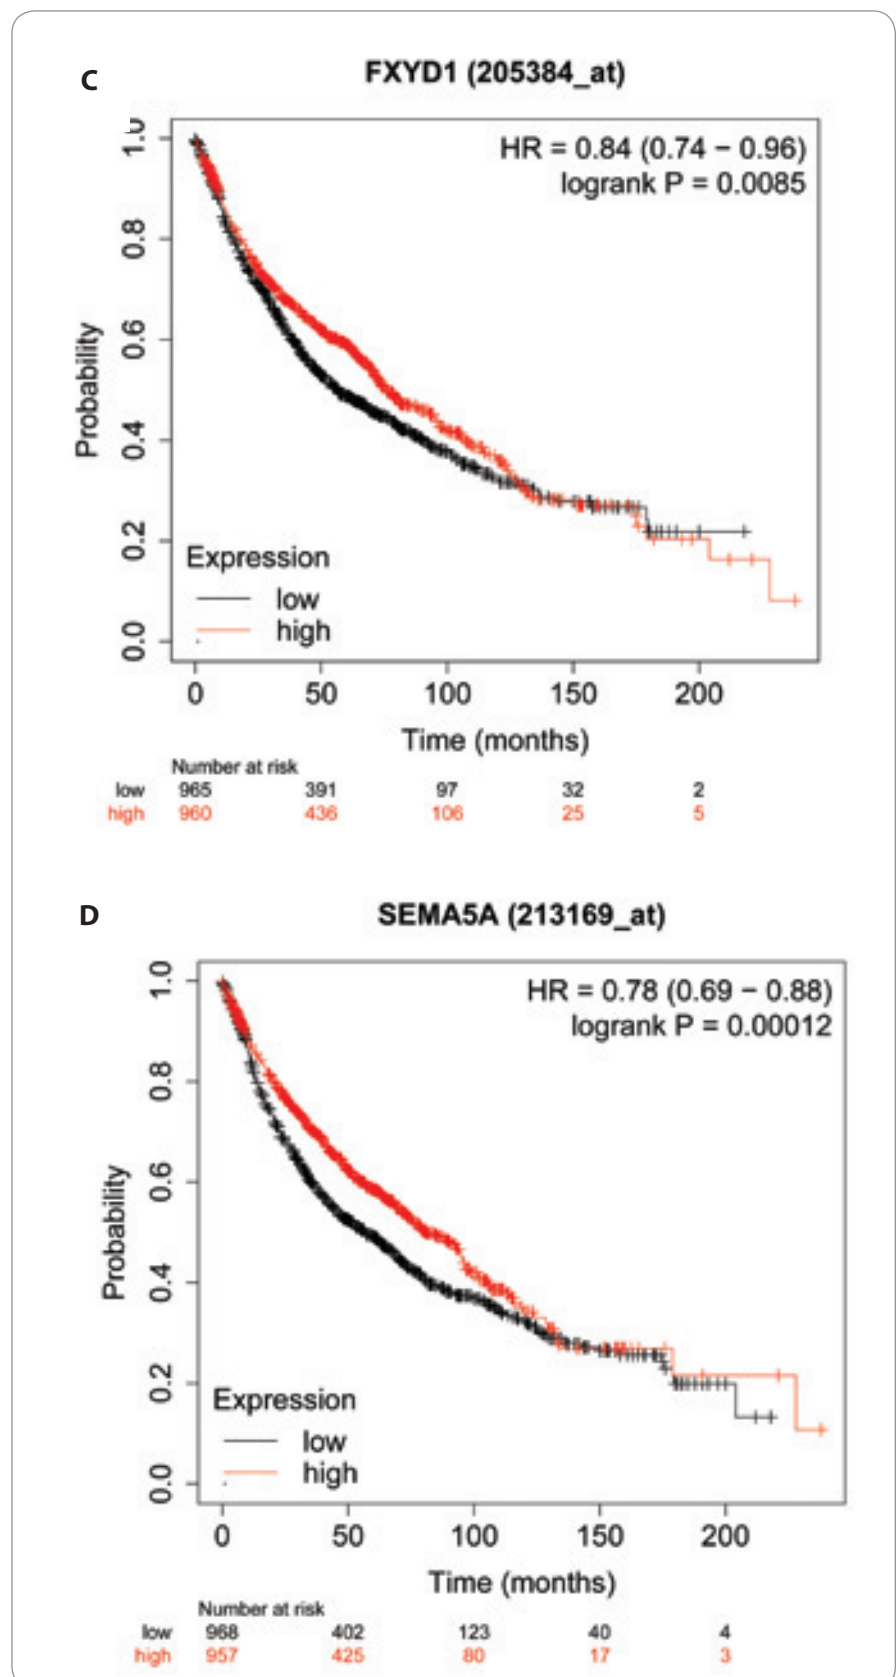 C
FXYD1 (205384_at)
HR = 0.84 (0.74 − 0.96)
logrank P = 0.0085
Probability
1.0
0.8
0.6
0.4
0.2
0.0
Expression
low
high
0 50 100 150 200
Time (months)
Number at risk
low 965 391 97 32 2
high 960 436 106 25 5
D
SEMA5A (213169_at)
HR = 0.78 (0.69 − 0.88)
logrank P = 0.00012
Probability
1.0
0.8
0.6
0.4
0.2
0.0
Expression
low
high
0 50 100 150 200
Time (months)
Number at risk
low 968 402 123 40 4
high 957 425 80 17 3